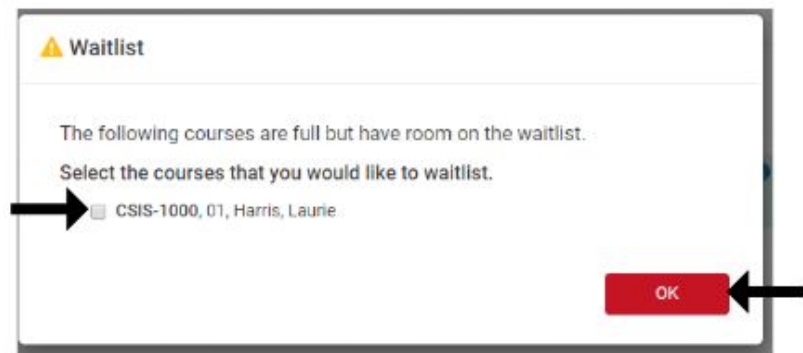 Waitlist
The following courses are full but have room on the waitlist.
Select the courses that you would like to waitlist.
CSIS-1000, 01, Harris, Laurie
OK